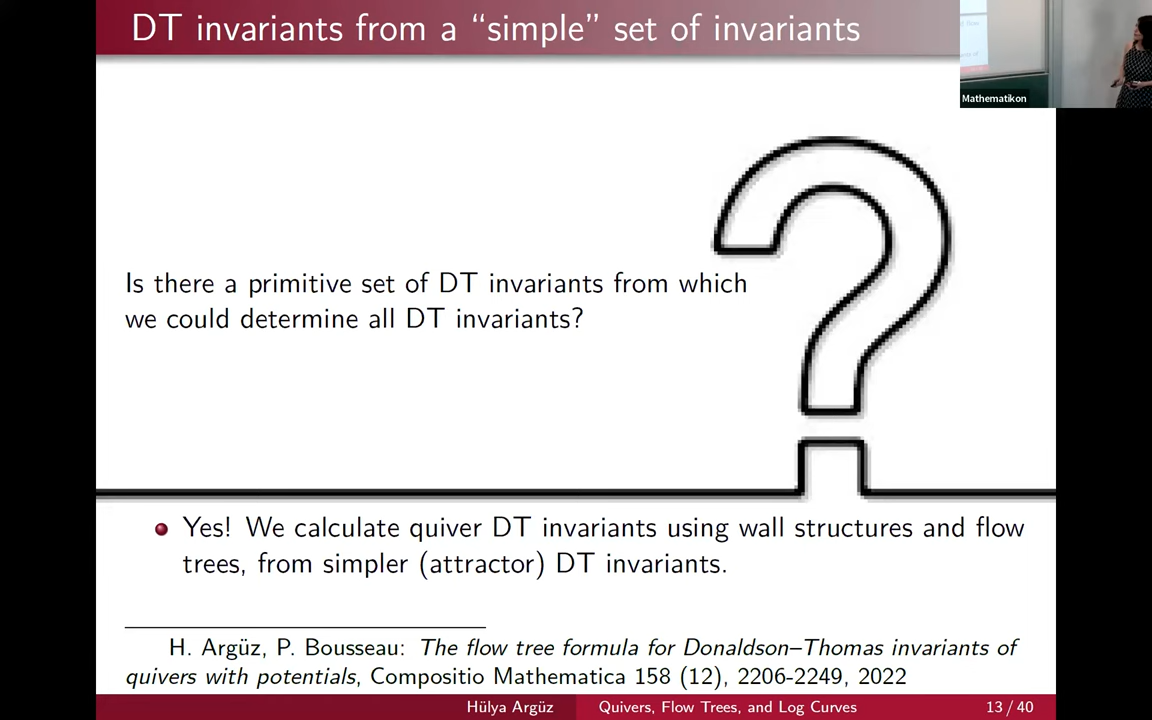 DT invariants from a “simple” set of invariants
Mathematikon
Is there a primitive set of DT invariants from which
we could determine all DT invariants?
Yes! We calculate quiver DT invariants using wall structures and flow
trees, from simpler (attractor) DT invariants.
H. Argüz, P. Bousseau: The flow tree formula for Donaldson–Thomas invariants of
quivers with potentials, Compositio Mathematica 158 (12), 2206-2249, 2022
Hülya Argüz
Quivers, Flow Trees, and Log Curves
13 / 40